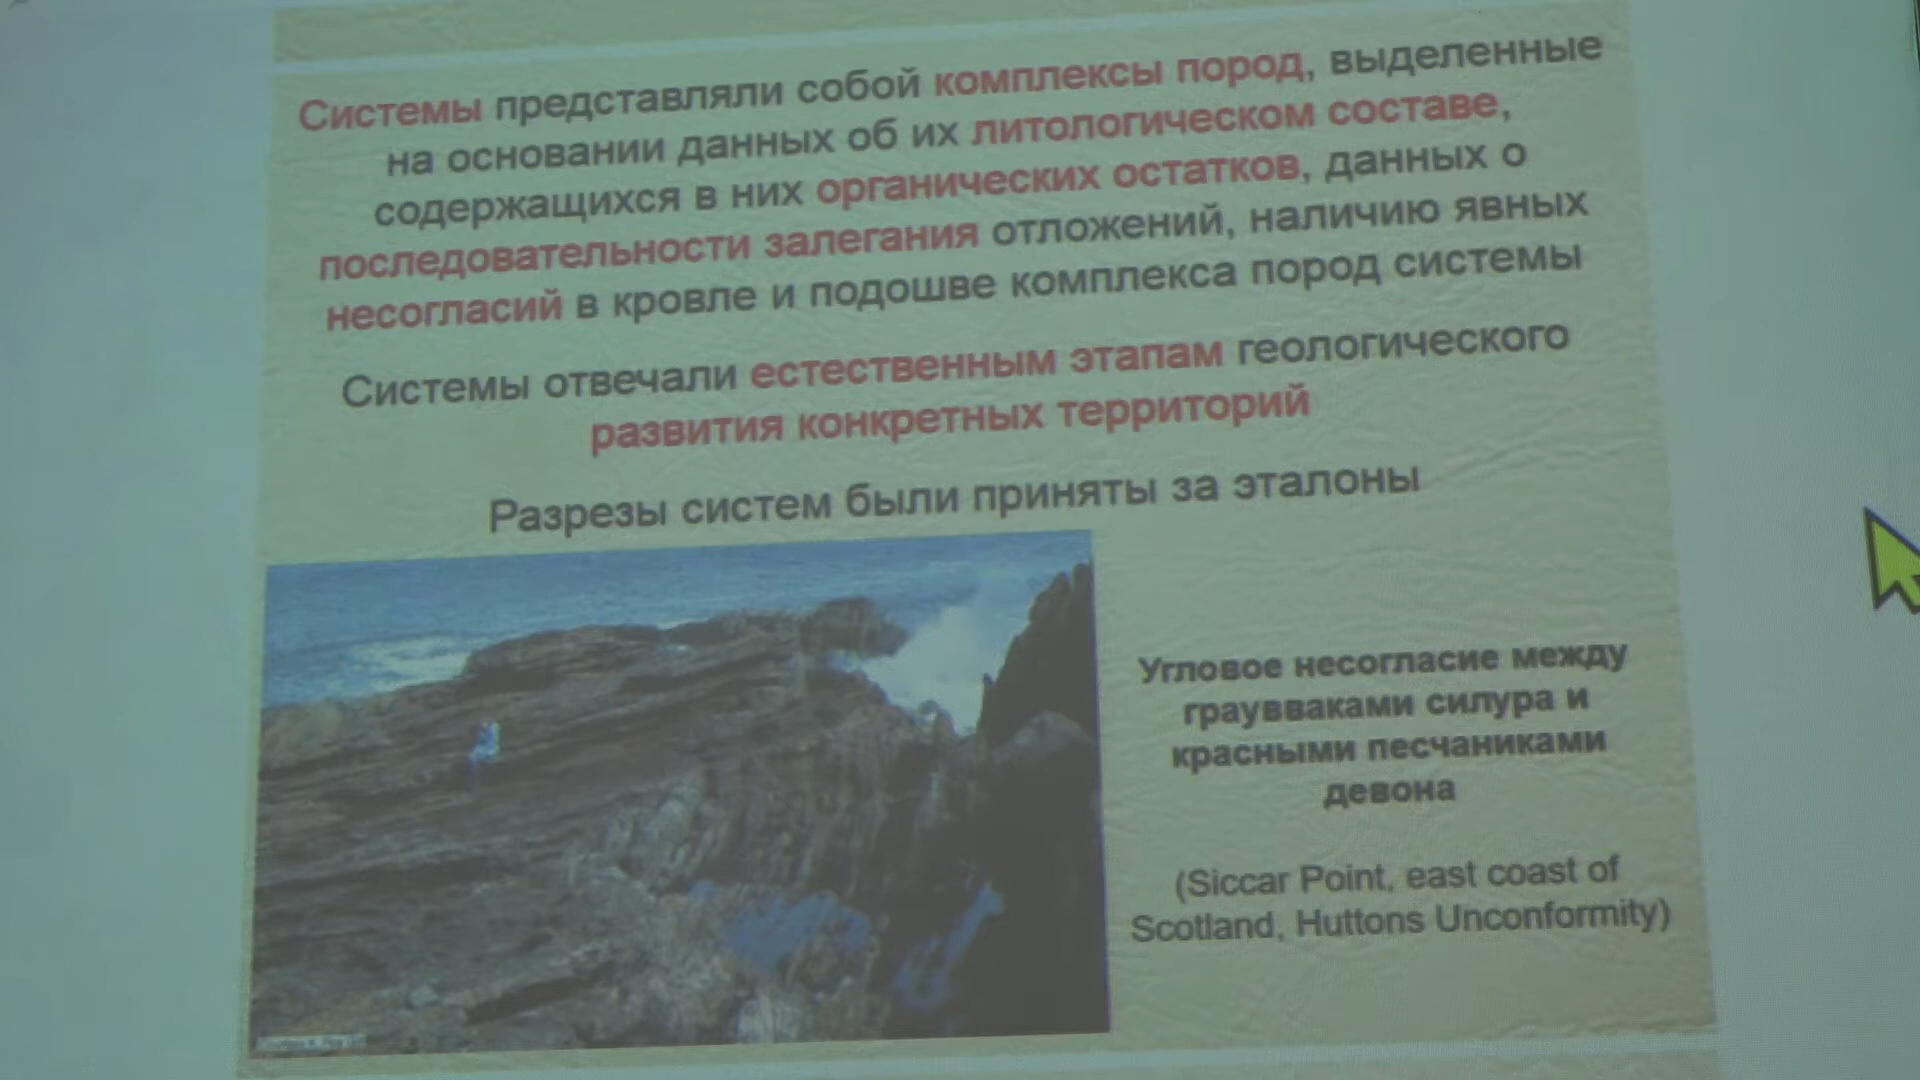 Системы представляли собой комплексы пород, выделенные
на основании данных об их литологическом составе,
содержащихся в них органических остатков, данных о
последовательности залегания отложений, наличию явных
несогласий в кровле и подошве комплекса пород системы
Системы отвечали естественным этапам геологического
развития конкретных территорий
Разрезы систем были приняты за эталоны
Угловое несогласие между
граувваками силура и
красными песчаниками
девона
(Siccar Point, east coast of
Scotland, Huttons Unconformity)